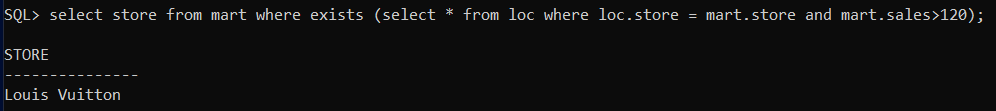 SQL> select store from mart where exists (select * from loc where loc.store = mart.store and mart.sales>120);
STORE
---------------
Louis Vuitton